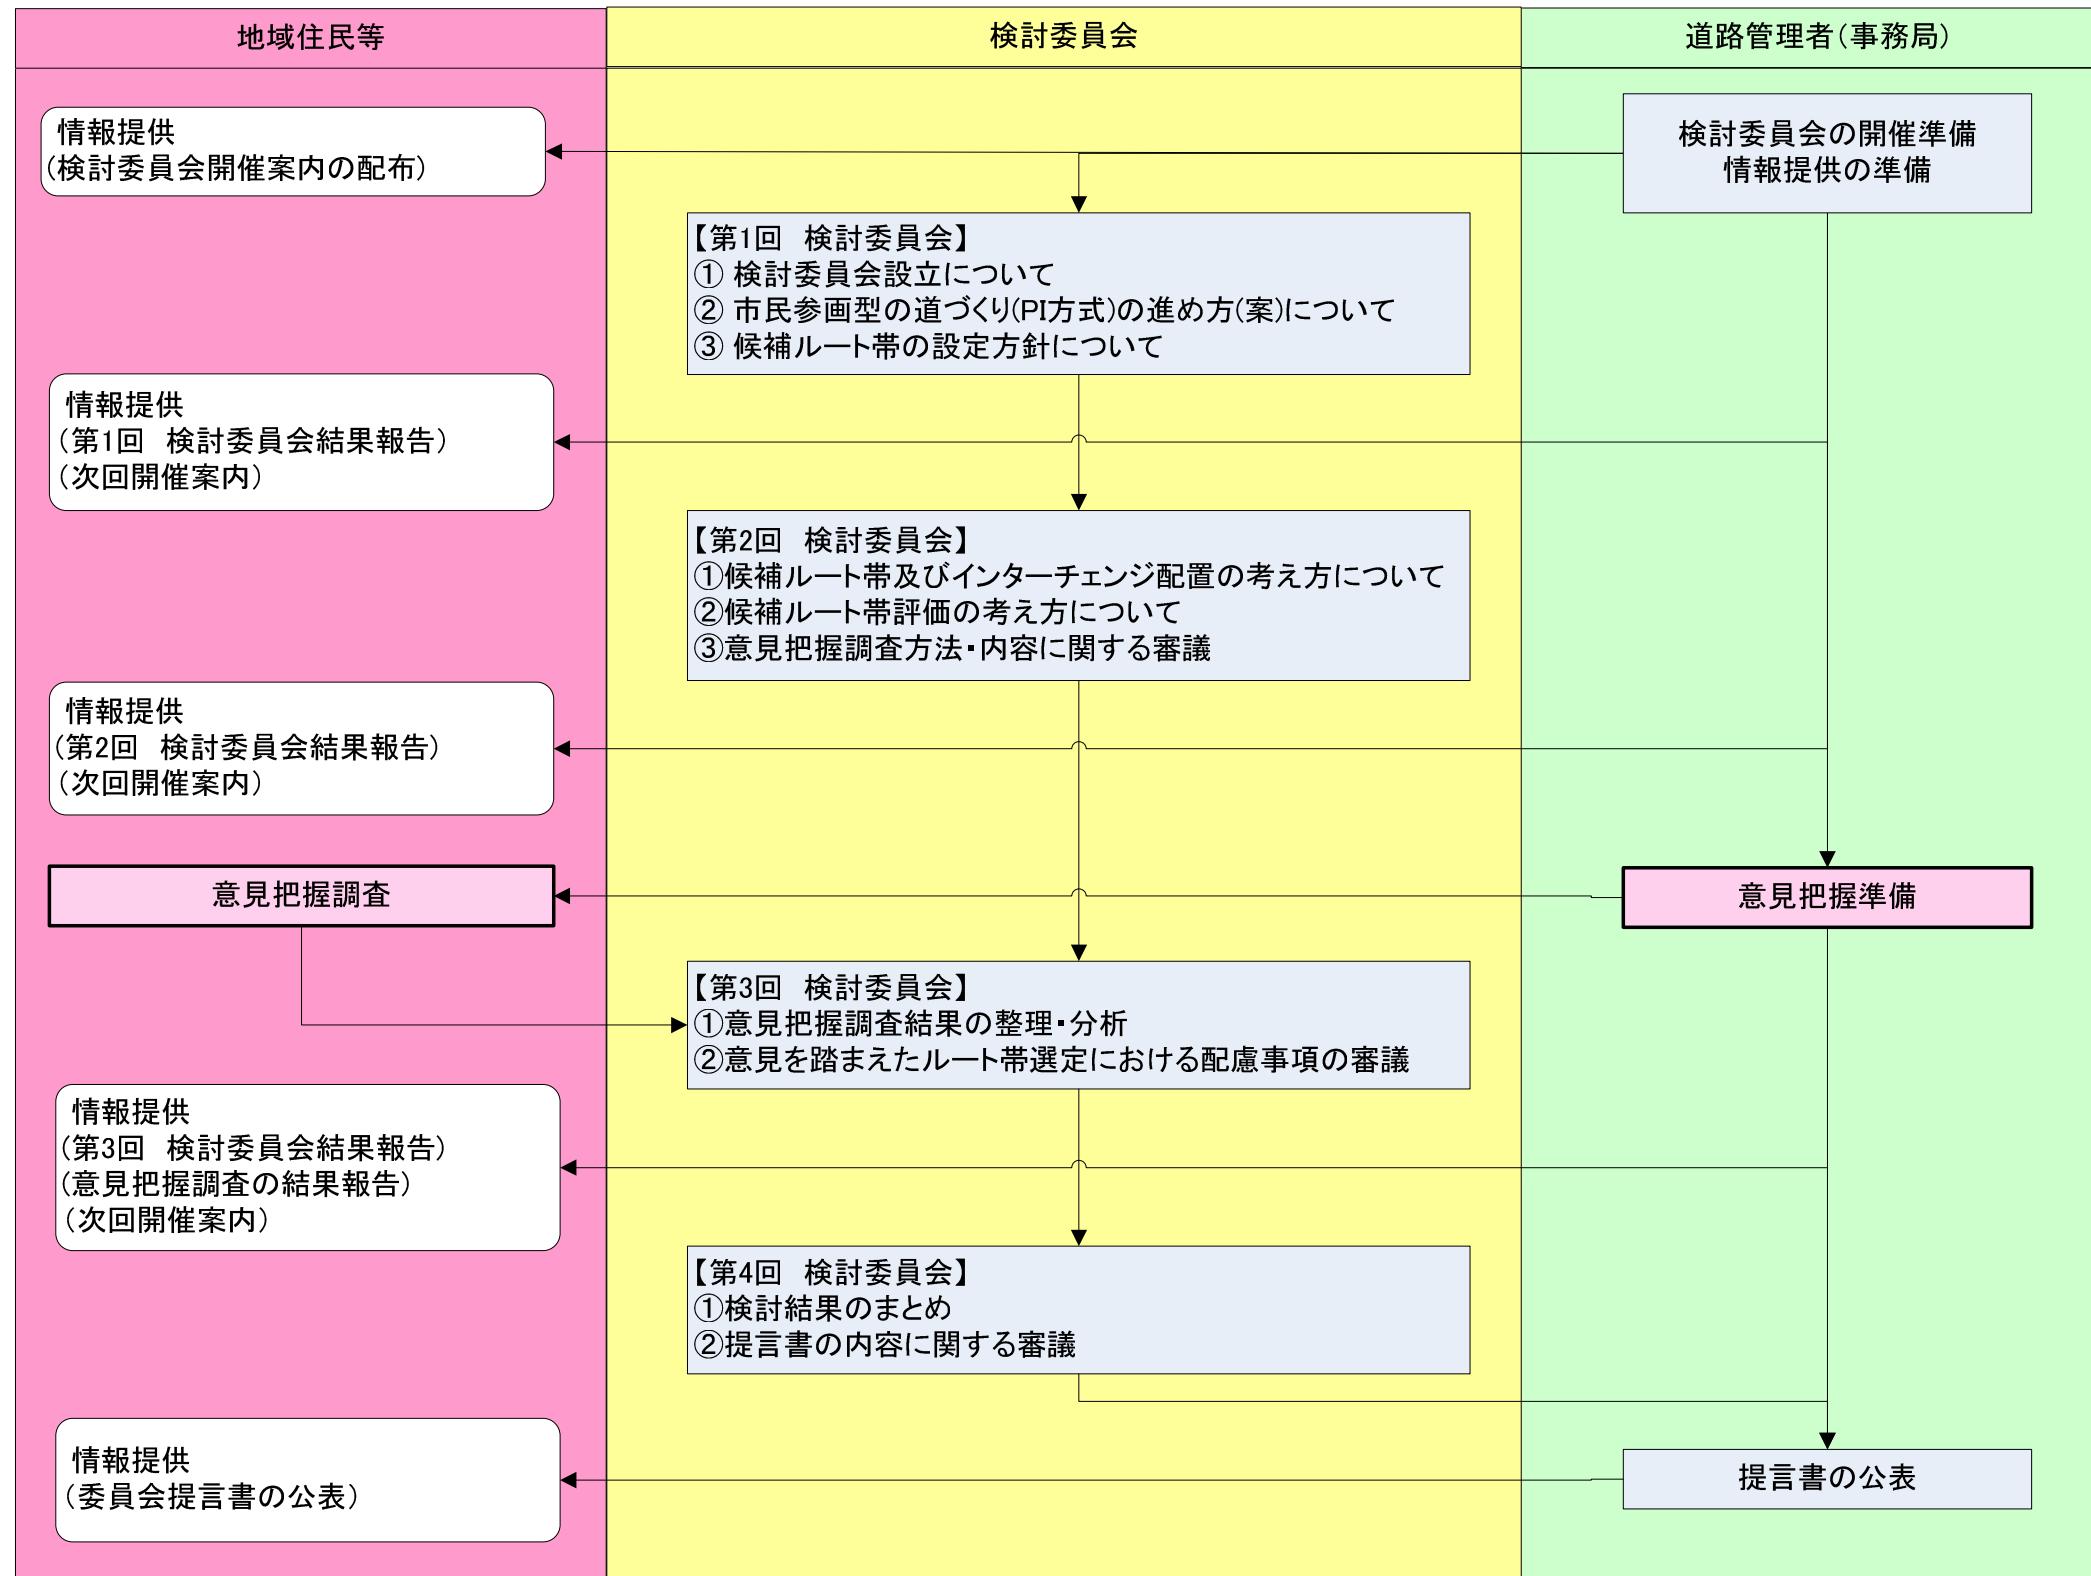 地域住民等
検討委員会
道路管理者(事務局)
情報提供
(検討委員会開催案内の配布)
検討委員会の開催準備
情報提供の準備
【第1回　検討委員会】
① 検討委員会設立について
② 市民参画型の道づくり(PI方式)の進め方(案)について
③ 候補ルート帯の設定方針について
情報提供
(第1回　検討委員会結果報告)
(次回開催案内)
【第2回　検討委員会】
①候補ルート帯及びインターチェンジ配置の考え方について
②候補ルート帯評価の考え方について
③意見把握調査方法・内容に関する審議
情報提供
(第2回　検討委員会結果報告)
(次回開催案内)
意見把握調査
意見把握準備
【第3回　検討委員会】
①意見把握調査結果の整理・分析
②意見を踏まえたルート帯選定における配慮事項の審議
情報提供
(第3回　検討委員会結果報告)
(意見把握調査の結果報告)
(次回開催案内)
【第4回　検討委員会】
①検討結果のまとめ
②提言書の内容に関する審議
情報提供
(委員会提言書の公表)
提言書の公表